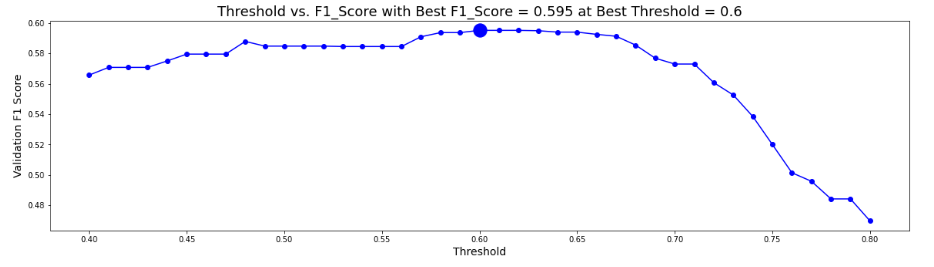 Threshold vs. F1_Score with Best F1_Score = 0.595 at Best Threshold = 0.6
Validation F1 Score
0.60
0.58
0.56
0.54
0.52
0.50
0.48
0.40 0.45 0.50 0.55 0.60 0.65 0.70 0.75 0.80
Threshold